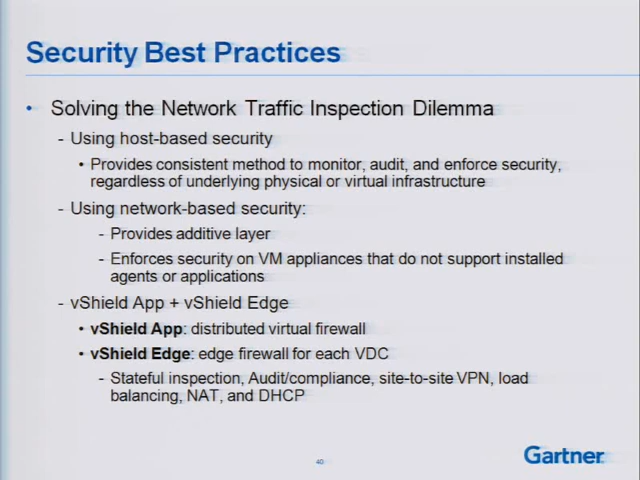 Security Best Practices
• Solving the Network Traffic Inspection Dilemma
- Using host-based security
• Provides consistent method to monitor, audit, and enforce security,
regardless of underlying physical or virtual infrastructure
- Using network-based security:
- Provides additive layer
- Enforces security on VM appliances that do not support installed
agents or applications
- vShield App + vShield Edge
• vShield App: distributed virtual firewall
• vShield Edge: edge firewall for each VDC
- Stateful inspection, Audit/compliance, site-to-site VPN, load
balancing, NAT, and DHCP
40
Gartner